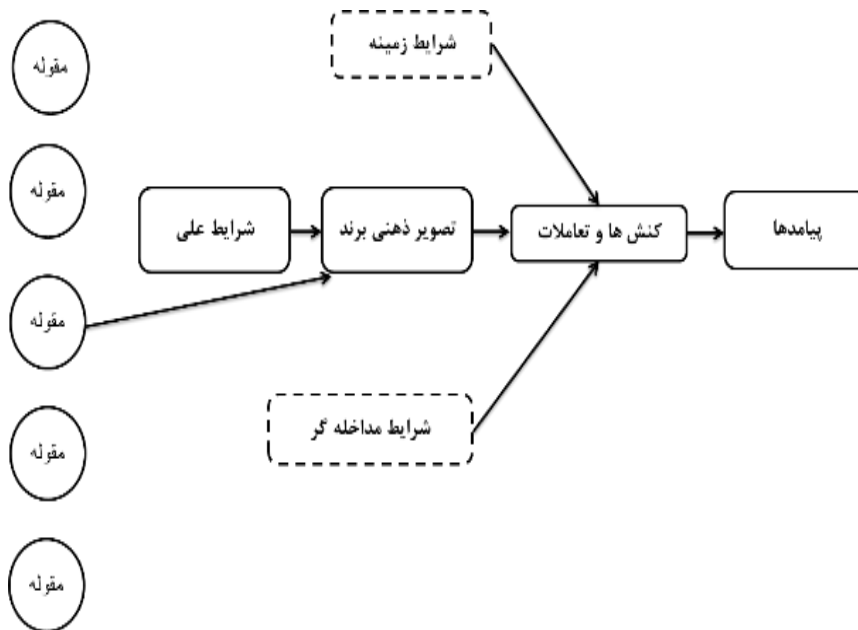 شرایط زمینه
مقوله
مقوله
شرایط علی
تصویر ذهنی برند
کنش ها و تعاملات
پیامدها
مقوله
شرایط مداخله گر
مقوله
مقوله